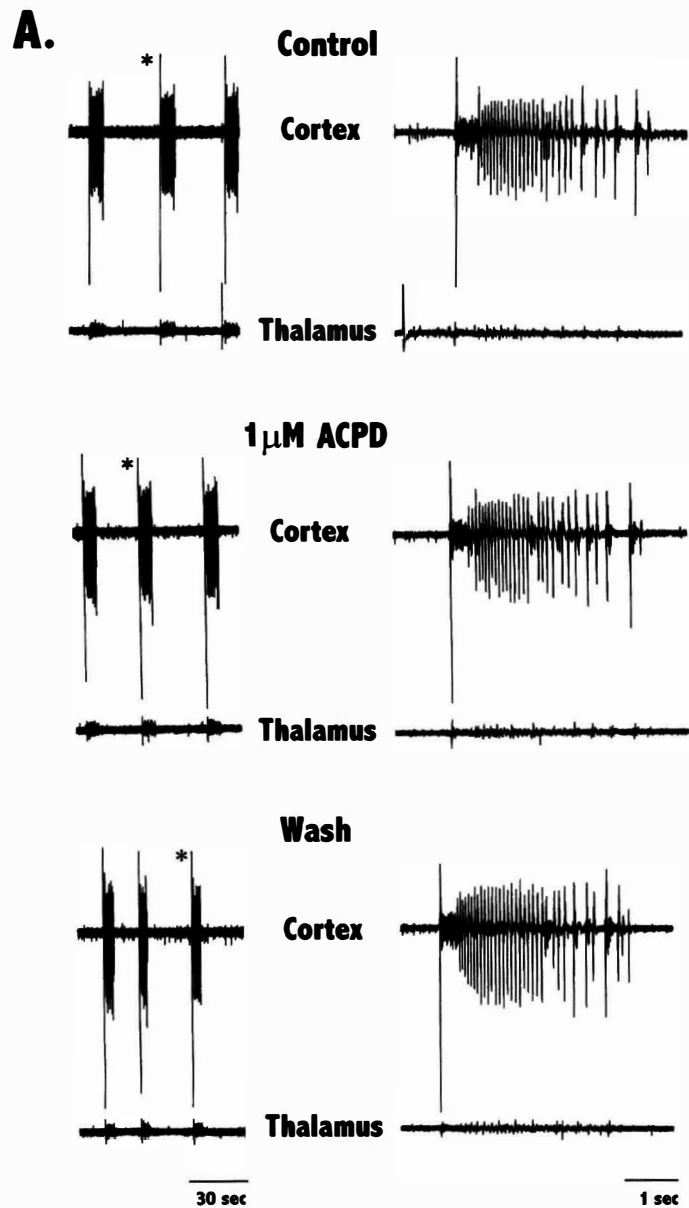 A.
*
Control
Cortex
Thalamus
1μM ACPD
*
Cortex
Thalamus
Wash
*
Cortex
Thalamus
30 sec
1 sec